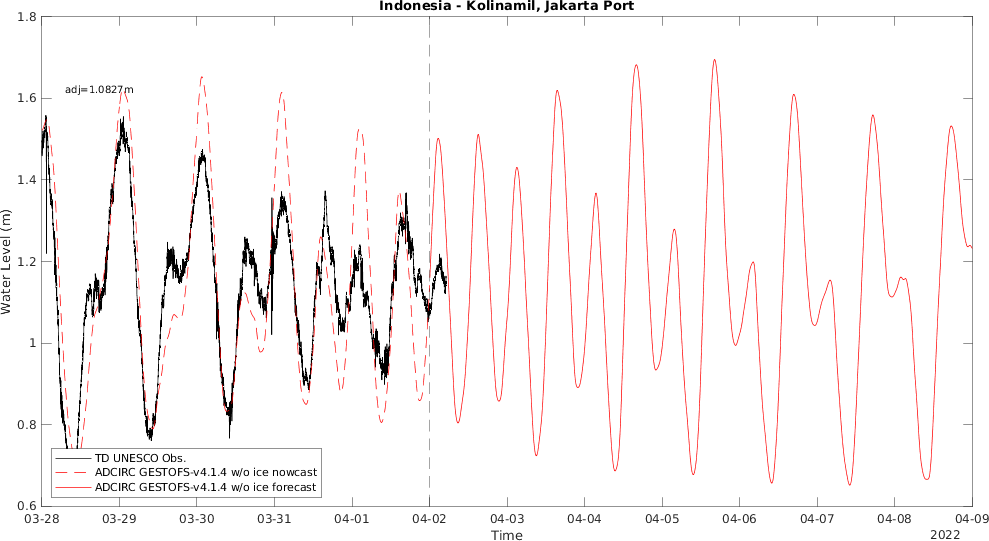 Indonesia - Kolinamil, Jakarta Port
1.8
1.6
1.4
1.2
1
0.8
0.6
Water Level (m)
adj=1.0827m
TD UNESCO Obs.
ADCIRC GESTOFS-v4.1.4 w/o ice nowcast
ADCIRC GESTOFS-v4.1.4 w/o ice forecast
03-28 03-29 03-30 03-31 04-01 04-02 04-03 04-04 04-05 04-06 04-07 04-08 04-09
Time
2022